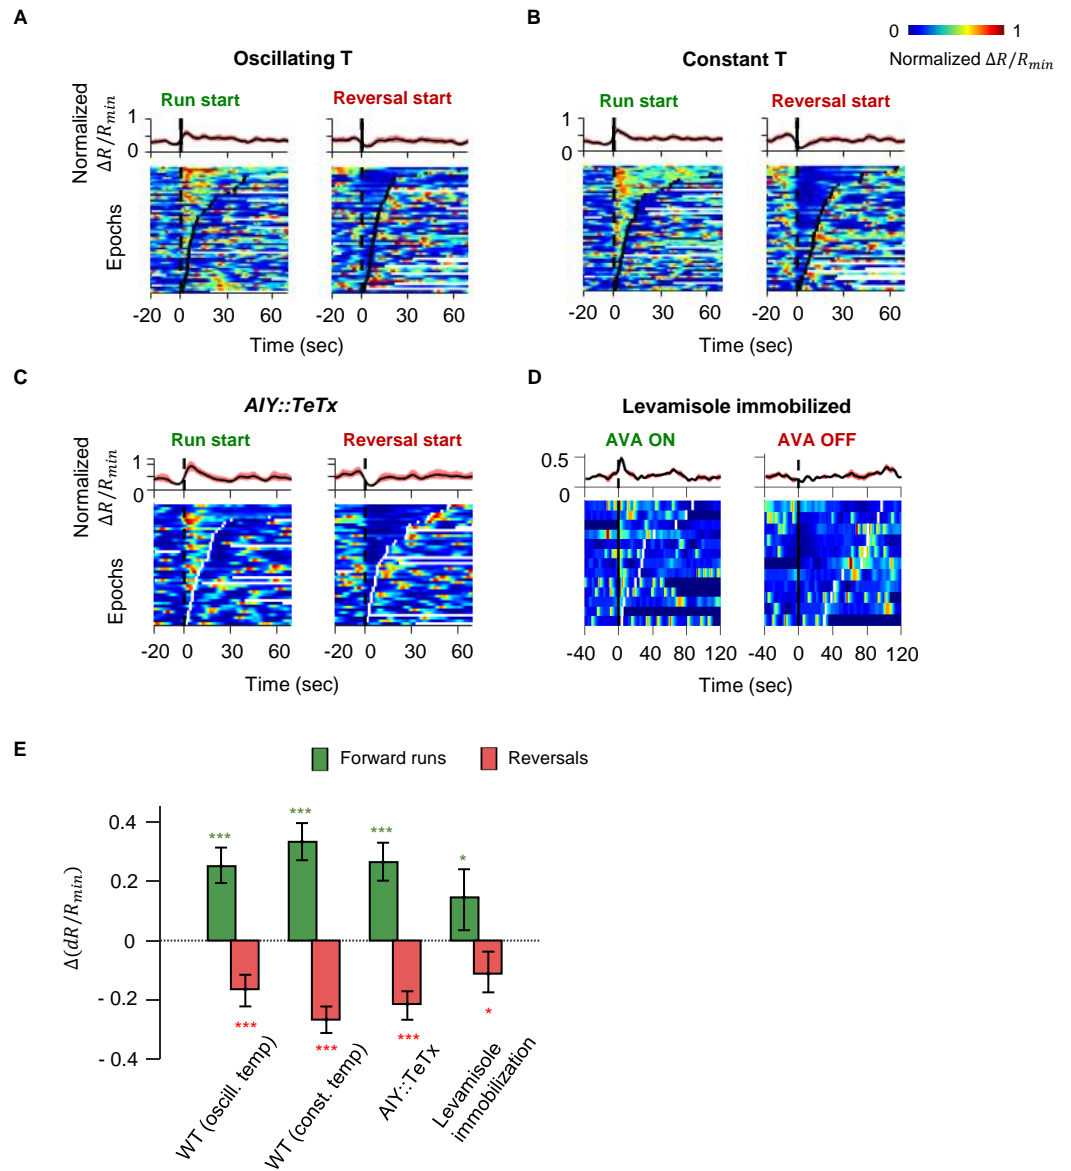 A
B
0 1
Normalized ΔR/Rmin
Oscillating T
Constant T
Run start
Reversal start
Run start
Reversal start
Normalized
ΔR/Rmin
1
0
1
0
Epochs
-20 0 30 60
-20 0 30 60
-20 0 30 60
-20 0 30 60
Time (sec)
Time (sec)
C
D
AIY::TeTx
Levamisole immobilized
Run start
Reversal start
AVA ON
AVA OFF
Normalized
ΔR/Rmin
1
0
0.5
0
Epochs
-20 0 30 60
-20 0 30 60
-40 0 40 80 120
-40 0 40 80 120
Time (sec)
Time (sec)
E
Forward runs
Reversals
Δ(dR/Rmin)
0.4
0.2
0
- 0.2
- 0.4
***
***
***
*
***
***
***
*
WT (oscill. temp)
WT (const. temp)
AIY::TeTx
Levamisole
immobilization